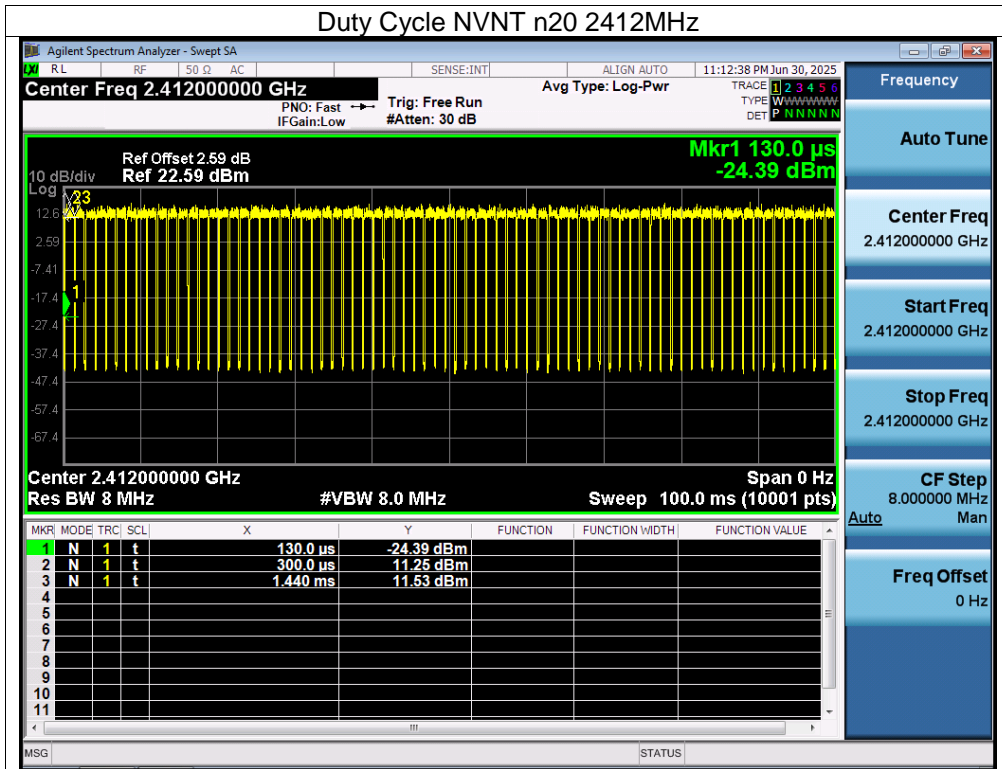 Duty Cycle NVNT n20 2412MHz
Agilent Spectrum Analyzer - Swept SA
LXI RL RF 50 Ω AC SENSE:INT ALIGN AUTO 11:12:38 PM Jun 30, 2025
Center Freq 2.412000000 GHz
PNO: Fast
IFGain:Low
Trig: Free Run
#Atten: 30 dB
Avg Type: Log-Pwr
TRACE 1 2 3 4 5 6
TYPE WWWWWW
DET P N N N N N
Frequency
Auto Tune
Center Freq
2.412000000 GHz
Start Freq
2.412000000 GHz
Stop Freq
2.412000000 GHz
CF Step
8.000000 MHz
Auto Man
Freq Offset
0 Hz
Mkr1 130.0 µs
-24.39 dBm
Ref Offset 2.59 dB
10 dB/div Ref 22.59 dBm
Log
23
12.6
2.59
-7.41
-17.4
1
-27.4
-37.4
-47.4
-57.4
-67.4
Center 2.412000000 GHz Span 0 Hz
Res BW 8 MHz #VBW 8.0 MHz Sweep 100.0 ms (10001 pts)
MKR MODE TRC SCL X Y FUNCTION FUNCTION WIDTH FUNCTION VALUE
1 N 1 t 130.0 µs -24.39 dBm
2 N 1 t 300.0 µs 11.25 dBm
3 N 1 t 1.440 ms 11.53 dBm
4
5
6
7
8
9
10
11
MSG STATUS